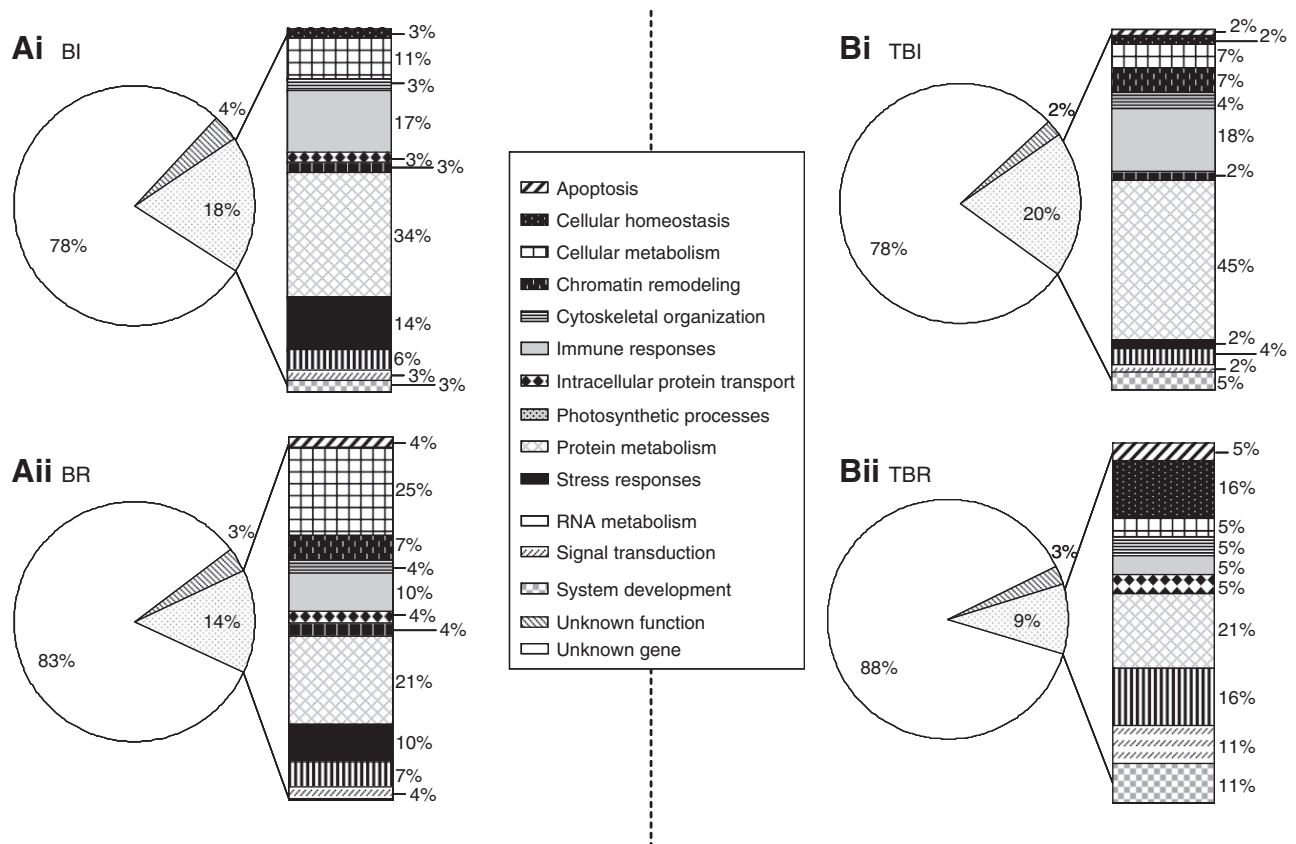 Ai BI
4%
18%
78%
3%
11%
3%
17%
3%
3%
34%
14%
6%
3%
3%
Aii BR
3%
14%
83%
4%
25%
7%
4%
10%
4%
4%
21%
10%
7%
4%
Apoptosis
Cellular homeostasis
Cellular metabolism
Chromatin remodeling
Cytoskeletal organization
Immune responses
Intracellular protein transport
Photosynthetic processes
Protein metabolism
Stress responses
RNA metabolism
Signal transduction
System development
Unknown function
Unknown gene
Bi TBI
2%
20%
78%
2%
2%
7%
7%
4%
18%
2%
45%
2%
4%
2%
5%
Bii TBR
3%
9%
88%
5%
16%
5%
5%
5%
5%
21%
16%
11%
11%